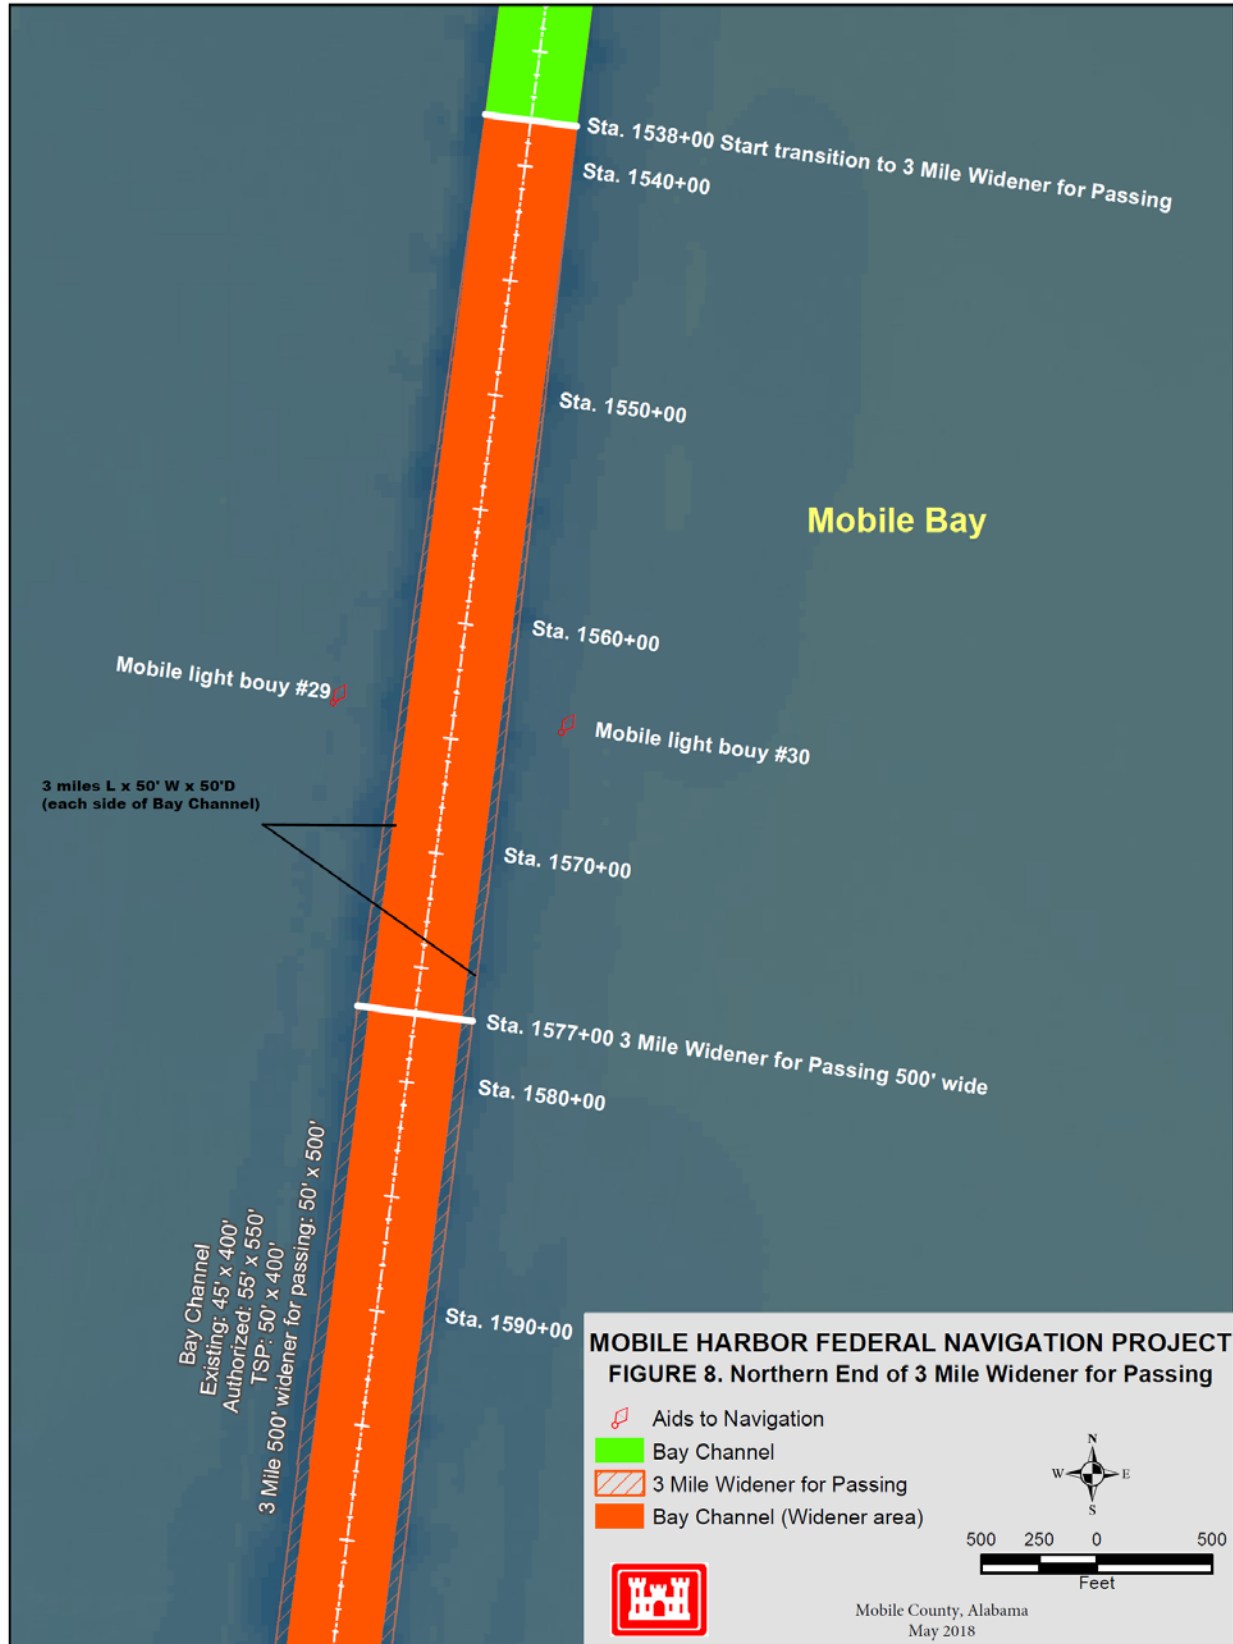 Sta. 1538+00 Start transition to 3 Mile Widener for Passing
Sta. 1540+00
Sta. 1550+00
Mobile Bay
Sta. 1560+00
Mobile light bouy #29
Mobile light bouy #30
3 miles L x 50' W x 50'D
(each side of Bay Channel)
Sta. 1570+00
Sta. 1577+00 3 Mile Widener for Passing 500' wide
Sta. 1580+00
Bay Channel
Existing: 45' x 400'
Authorized: 55' x 550'
TSP: 50' x 400'
3 Mile 500' widener for passing: 50' x 500'
Sta. 1590+00
MOBILE HARBOR FEDERAL NAVIGATION PROJECT
FIGURE 8. Northern End of 3 Mile Widener for Passing
Aids to Navigation
Bay Channel
3 Mile Widener for Passing
Bay Channel (Widener area)
N
W E
S
500 250 0 500
Feet
Mobile County, Alabama
May 2018